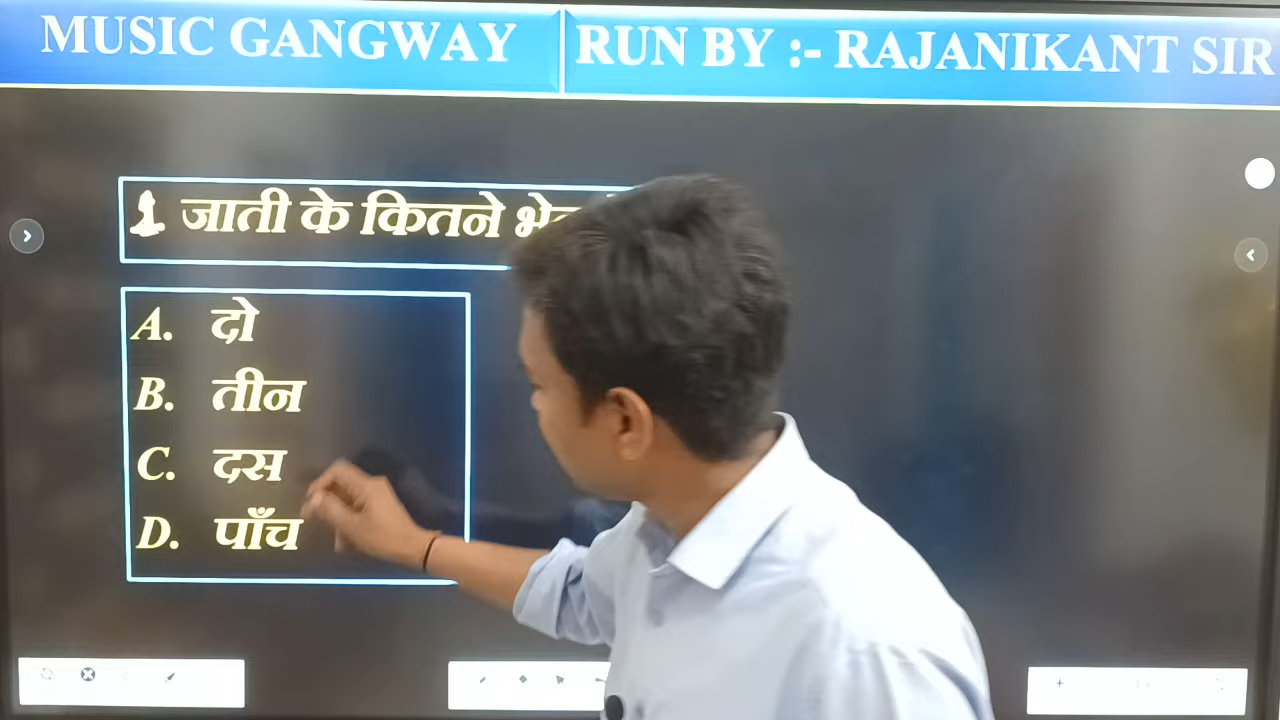 MUSIC GANGWAY RUN BY :- RAJANIKANT SIR
1 जाती के कितने
A. दो
B. तीन
C. दस
D. पाँच